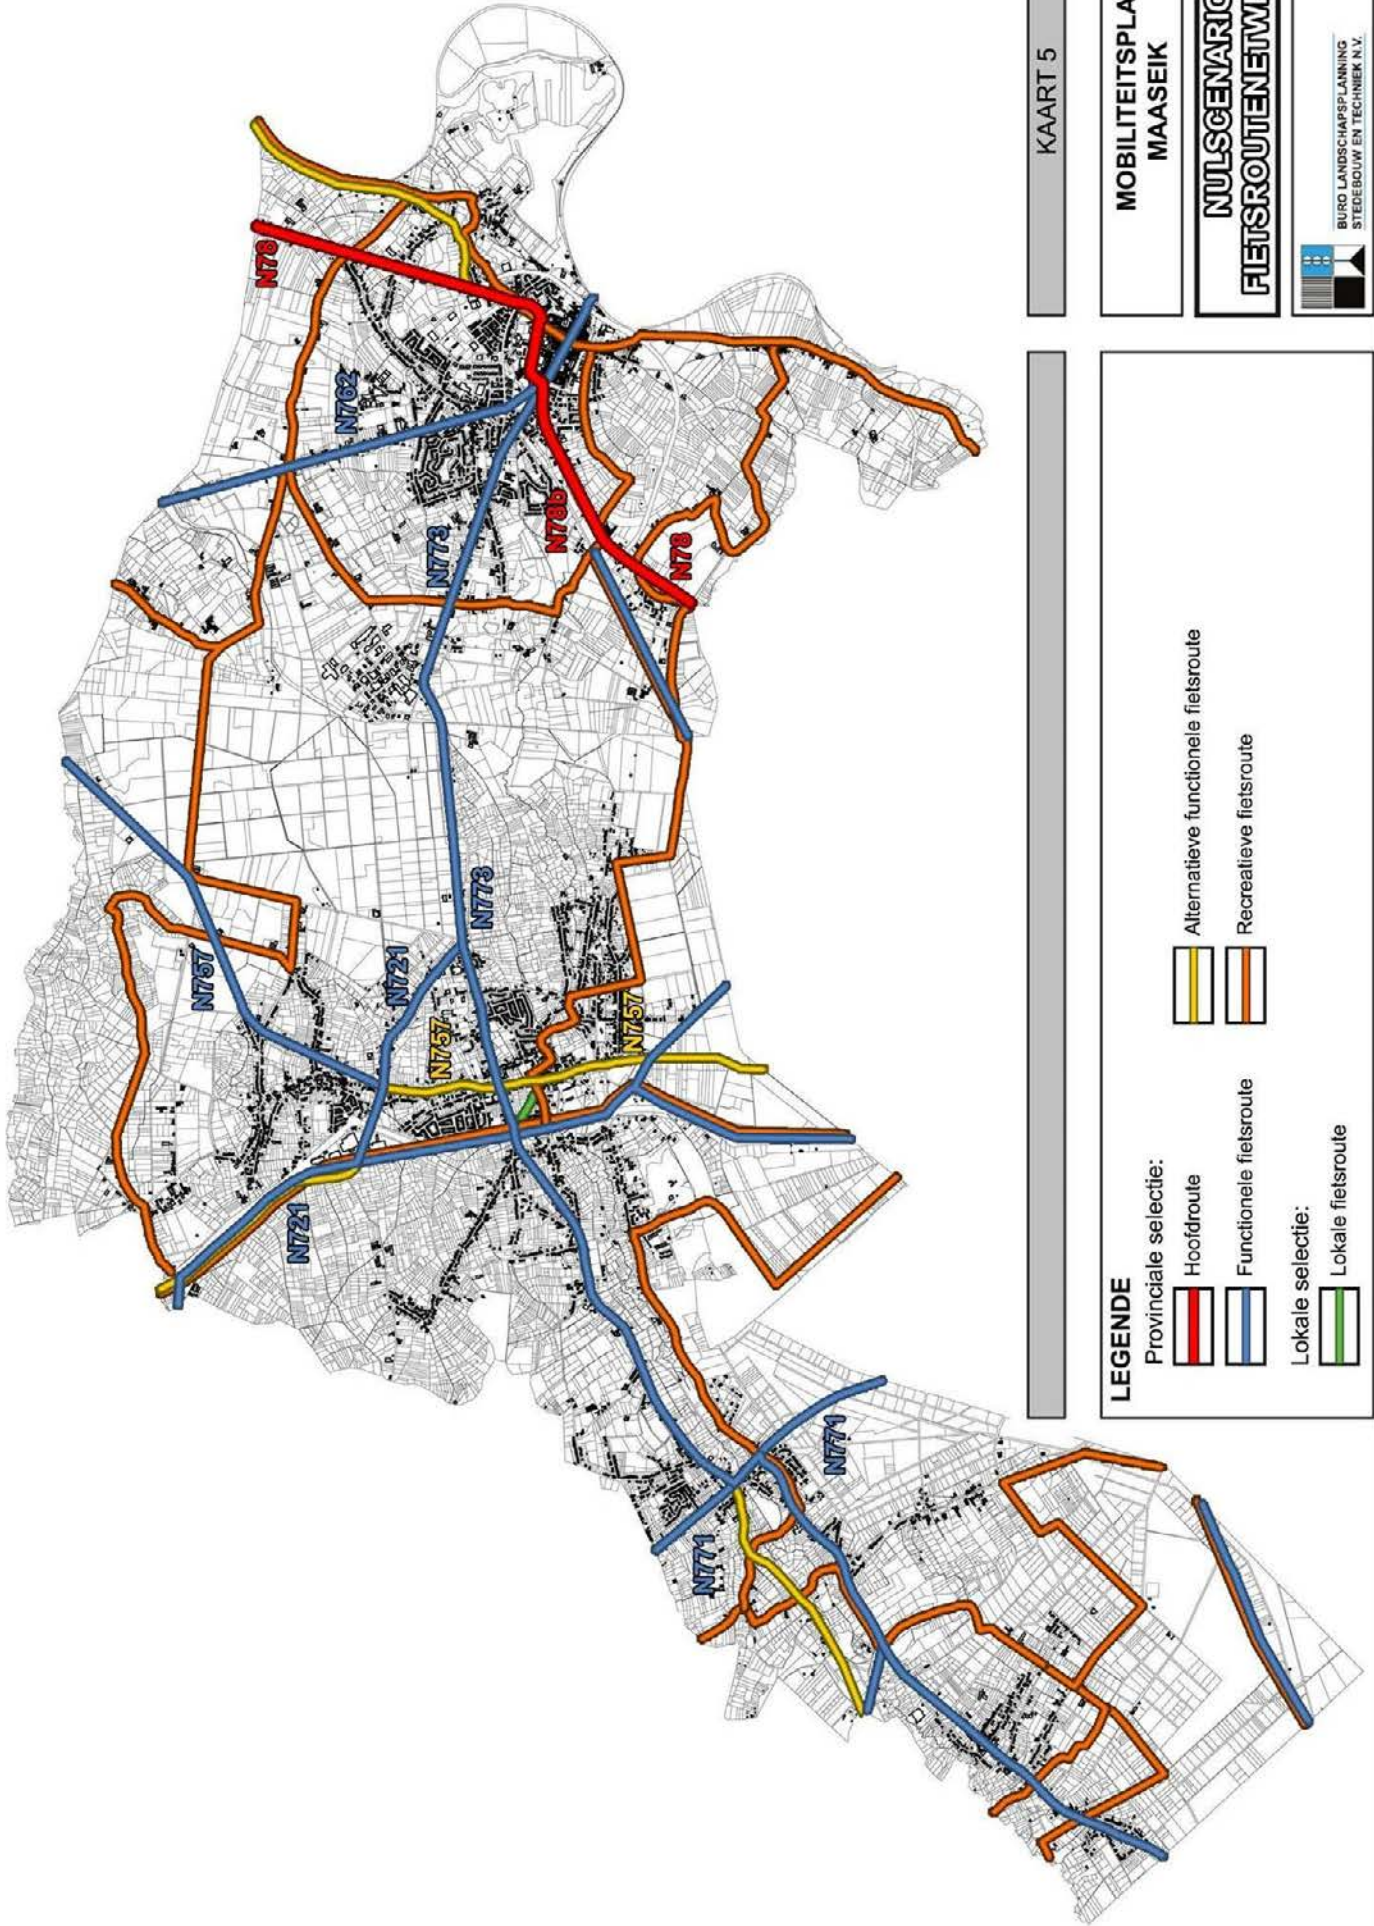 KAART 5
MOBILITEITSPLA
MAASEIK
NULSCENARIO
FIETSROUTENETW
BURO LANDSCHAPSPLANNING
STEDEBOUW EN TECHNIEK N.V.
LEGENDE
Provinciale selectie:
Hoofdroute
Functionele fietsroute
Alternatieve functionele fietsroute
Recreatieve fietsroute
Lokale selectie:
Lokale fietsroute
N78
N762
N773
N78b
N78
N757
N721
N773
N757
N757
N721
N771
N771